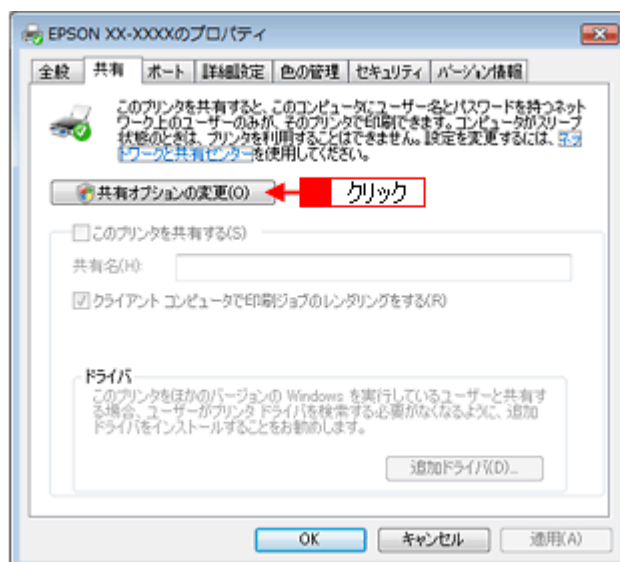 EPSON XX-XXXXのプロパティ
全般 共有 ポート 詳細設定 色の管理 セキュリティ バージョン情報
このプリンタを共有すると、このコンピュータにユーザー名とパスワードを持つネット
ワーク上のユーザーのみが、そのプリンタで印刷できます。コンピュータがスリープ
状態のときは、プリンタを利用することはできません。設定を変更するには、ネッ
トワークと共有センターを使用してください。
共有オプションの変更(O) クリック
このプリンタを共有する(S)
共有名(H):
クライアント コンピュータで印刷ジョブのレンダリングをする(R)
ドライバ
このプリンタをほかのバージョンの Windows を実行しているユーザーと共有す
る場合、ユーザーがプリンタ ドライバを検索する必要がなくなるように、追加
ドライバをインストールすることをお勧めします。
追加ドライバ(D)...
OK キャンセル 適用(A)